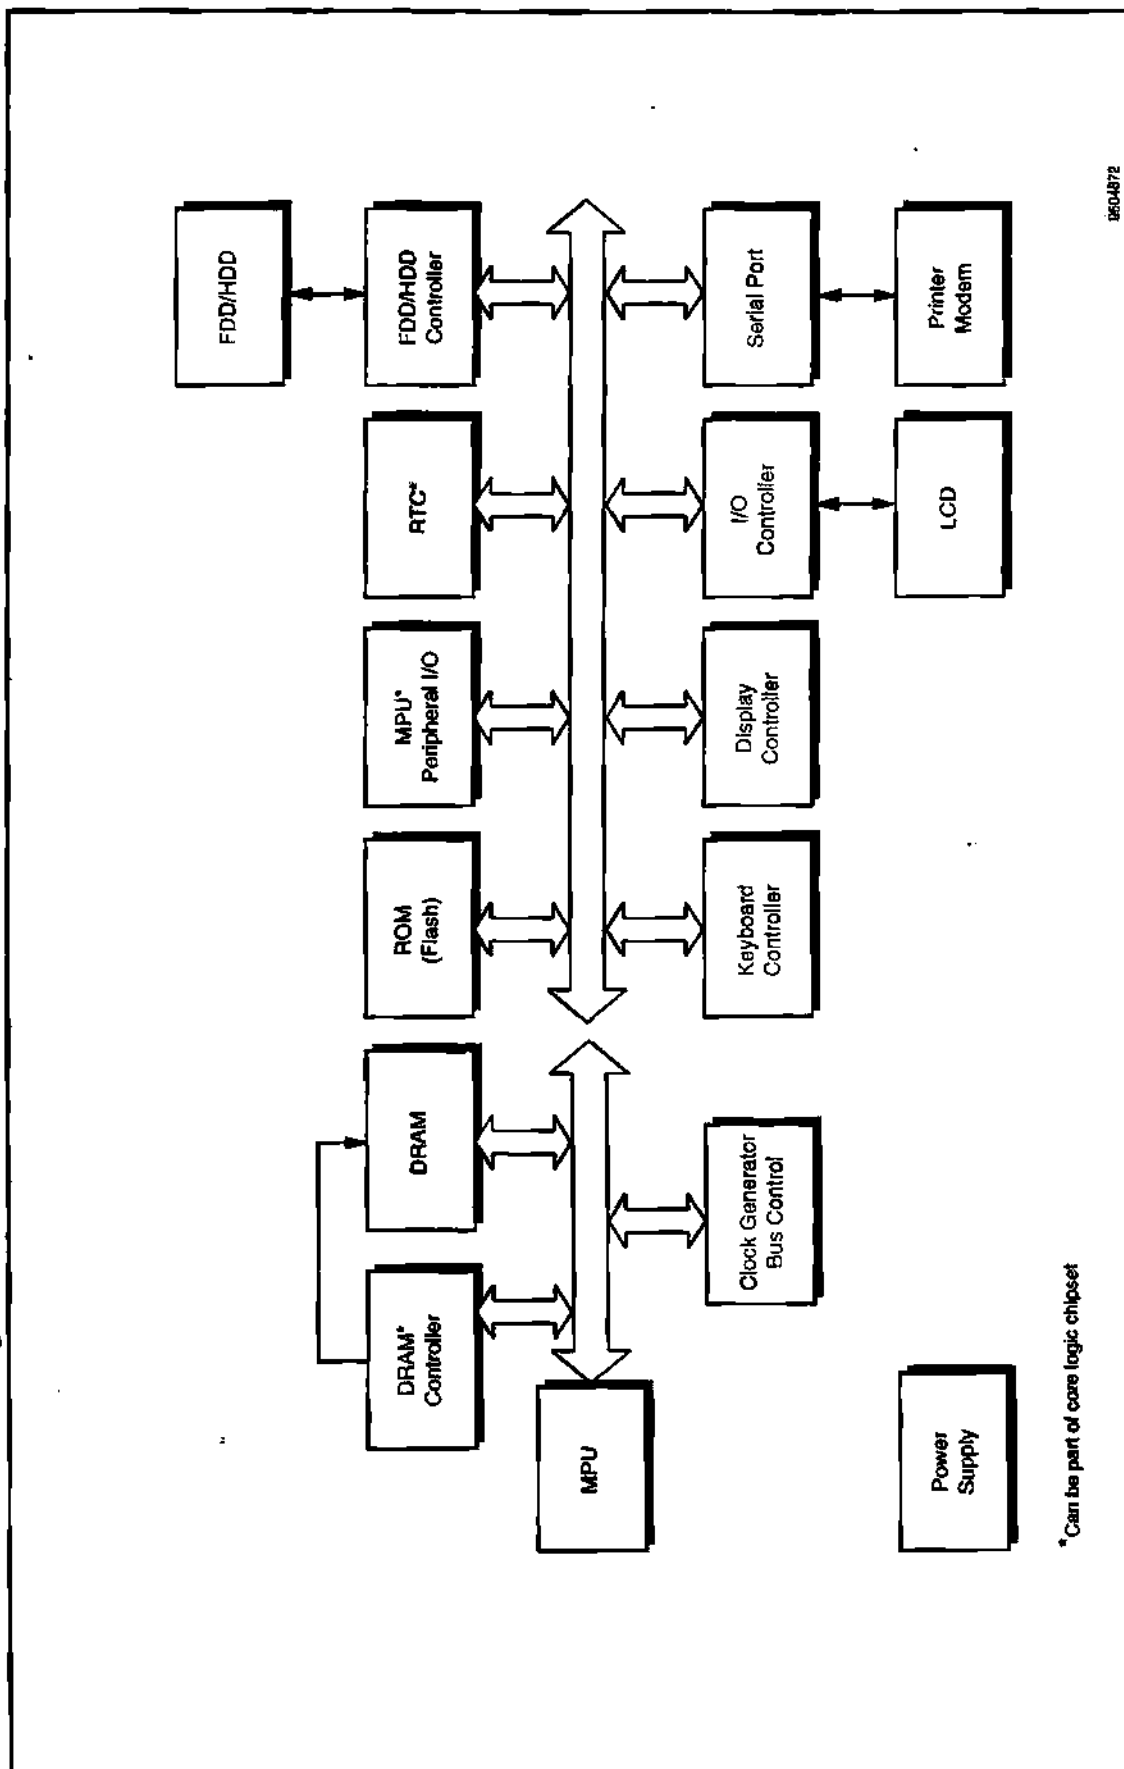 FDD/HDD
DRAM*
Controller
DRAM
ROM
(Flash)
MPU*
Peripheral I/O
RTC*
FDD/HDD
Controller
MPU
Clock Generator
Bus Control
Keyboard
Controller
Display
Controller
I/O
Controller
Serial Port
Power
Supply
LCD
Printer
Modem
*Can be part of core logic chipset